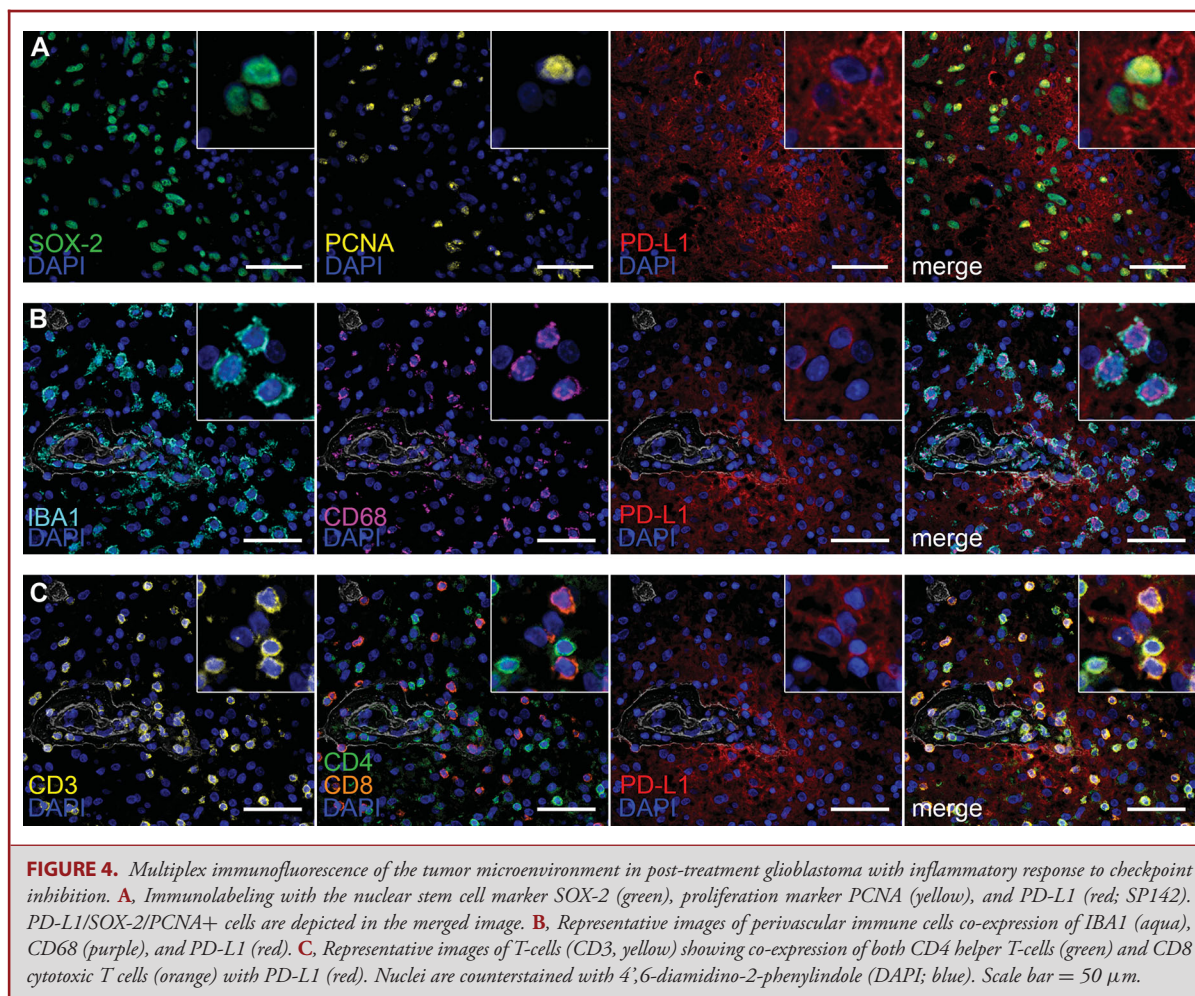 A
SOX-2
DAPI
PCNA
DAPI
PD-L1
DAPI
merge
B
IBA1
DAPI
CD68
DAPI
PD-L1
DAPI
merge
C
CD3
DAPI
CD4
CD8
DAPI
PD-L1
DAPI
merge
FIGURE 4. Multiplex immunofluorescence of the tumor microenvironment in post-treatment glioblastoma with inflammatory response to checkpoint
inhibition. A, Immunolabeling with the nuclear stem cell marker SOX-2 (green), proliferation marker PCNA (yellow), and PD-L1 (red; SP142).
PD-L1/SOX-2/PCNA+ cells are depicted in the merged image. B, Representative images of perivascular immune cells co-expression of IBA1 (aqua),
CD68 (purple), and PD-L1 (red). C, Representative images of T-cells (CD3, yellow) showing co-expression of both CD4 helper T-cells (green) and CD8
cytotoxic T cells (orange) with PD-L1 (red). Nuclei are counterstained with 4',6-diamidino-2-phenylindole (DAPI; blue). Scale bar = 50 μm.